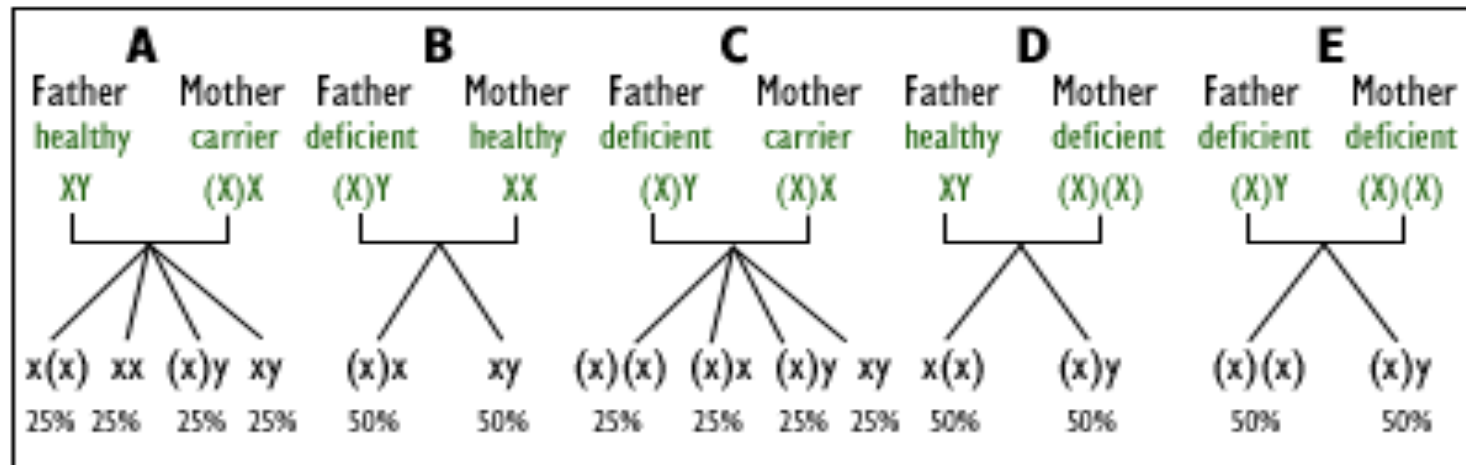 A B C D E
Father Mother Father Mother Father Mother Father Mother Father Mother
healthy carrier deficient healthy deficient carrier healthy deficient deficient deficient
XY (X)X (X)Y XX (X)Y (X)X XY (X)(X) (X)Y (X)(X)
x(x) xx (x)y xy (x)x xy (x)(x) (x)x (x)y xy x(x) (x)y (x)(x) (x)y
25% 25% 25% 25% 50% 50% 25% 25% 25% 25% 50% 50% 50% 50%